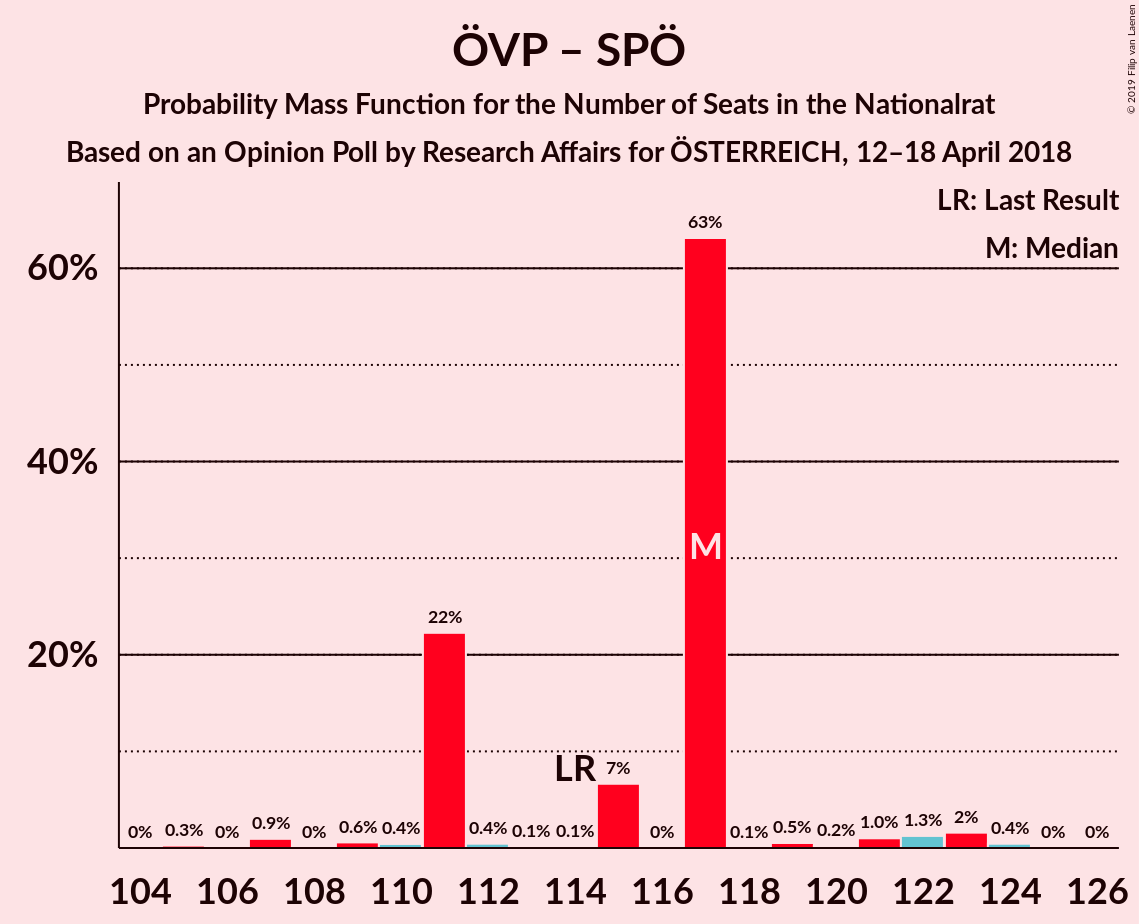 ÖVP – SPÖ
Probability Mass Function for the Number of Seats in the Nationalrat
Based on an Opinion Poll by Research Affairs for ÖSTERREICH, 12–18 April 2018
© 2019 Filip van Laenen
LR: Last Result
M: Median
60%
40%
20%
0%
0.3%
0%
0.9%
0%
0.6%
0.4%
22%
0.4%
0.1%
0.1%
LR
7%
0%
63%
M
0.1%
0.5%
0.2%
1.0%
1.3%
2%
0.4%
0%
0%
104 106 108 110 112 114 116 118 120 122 124 126